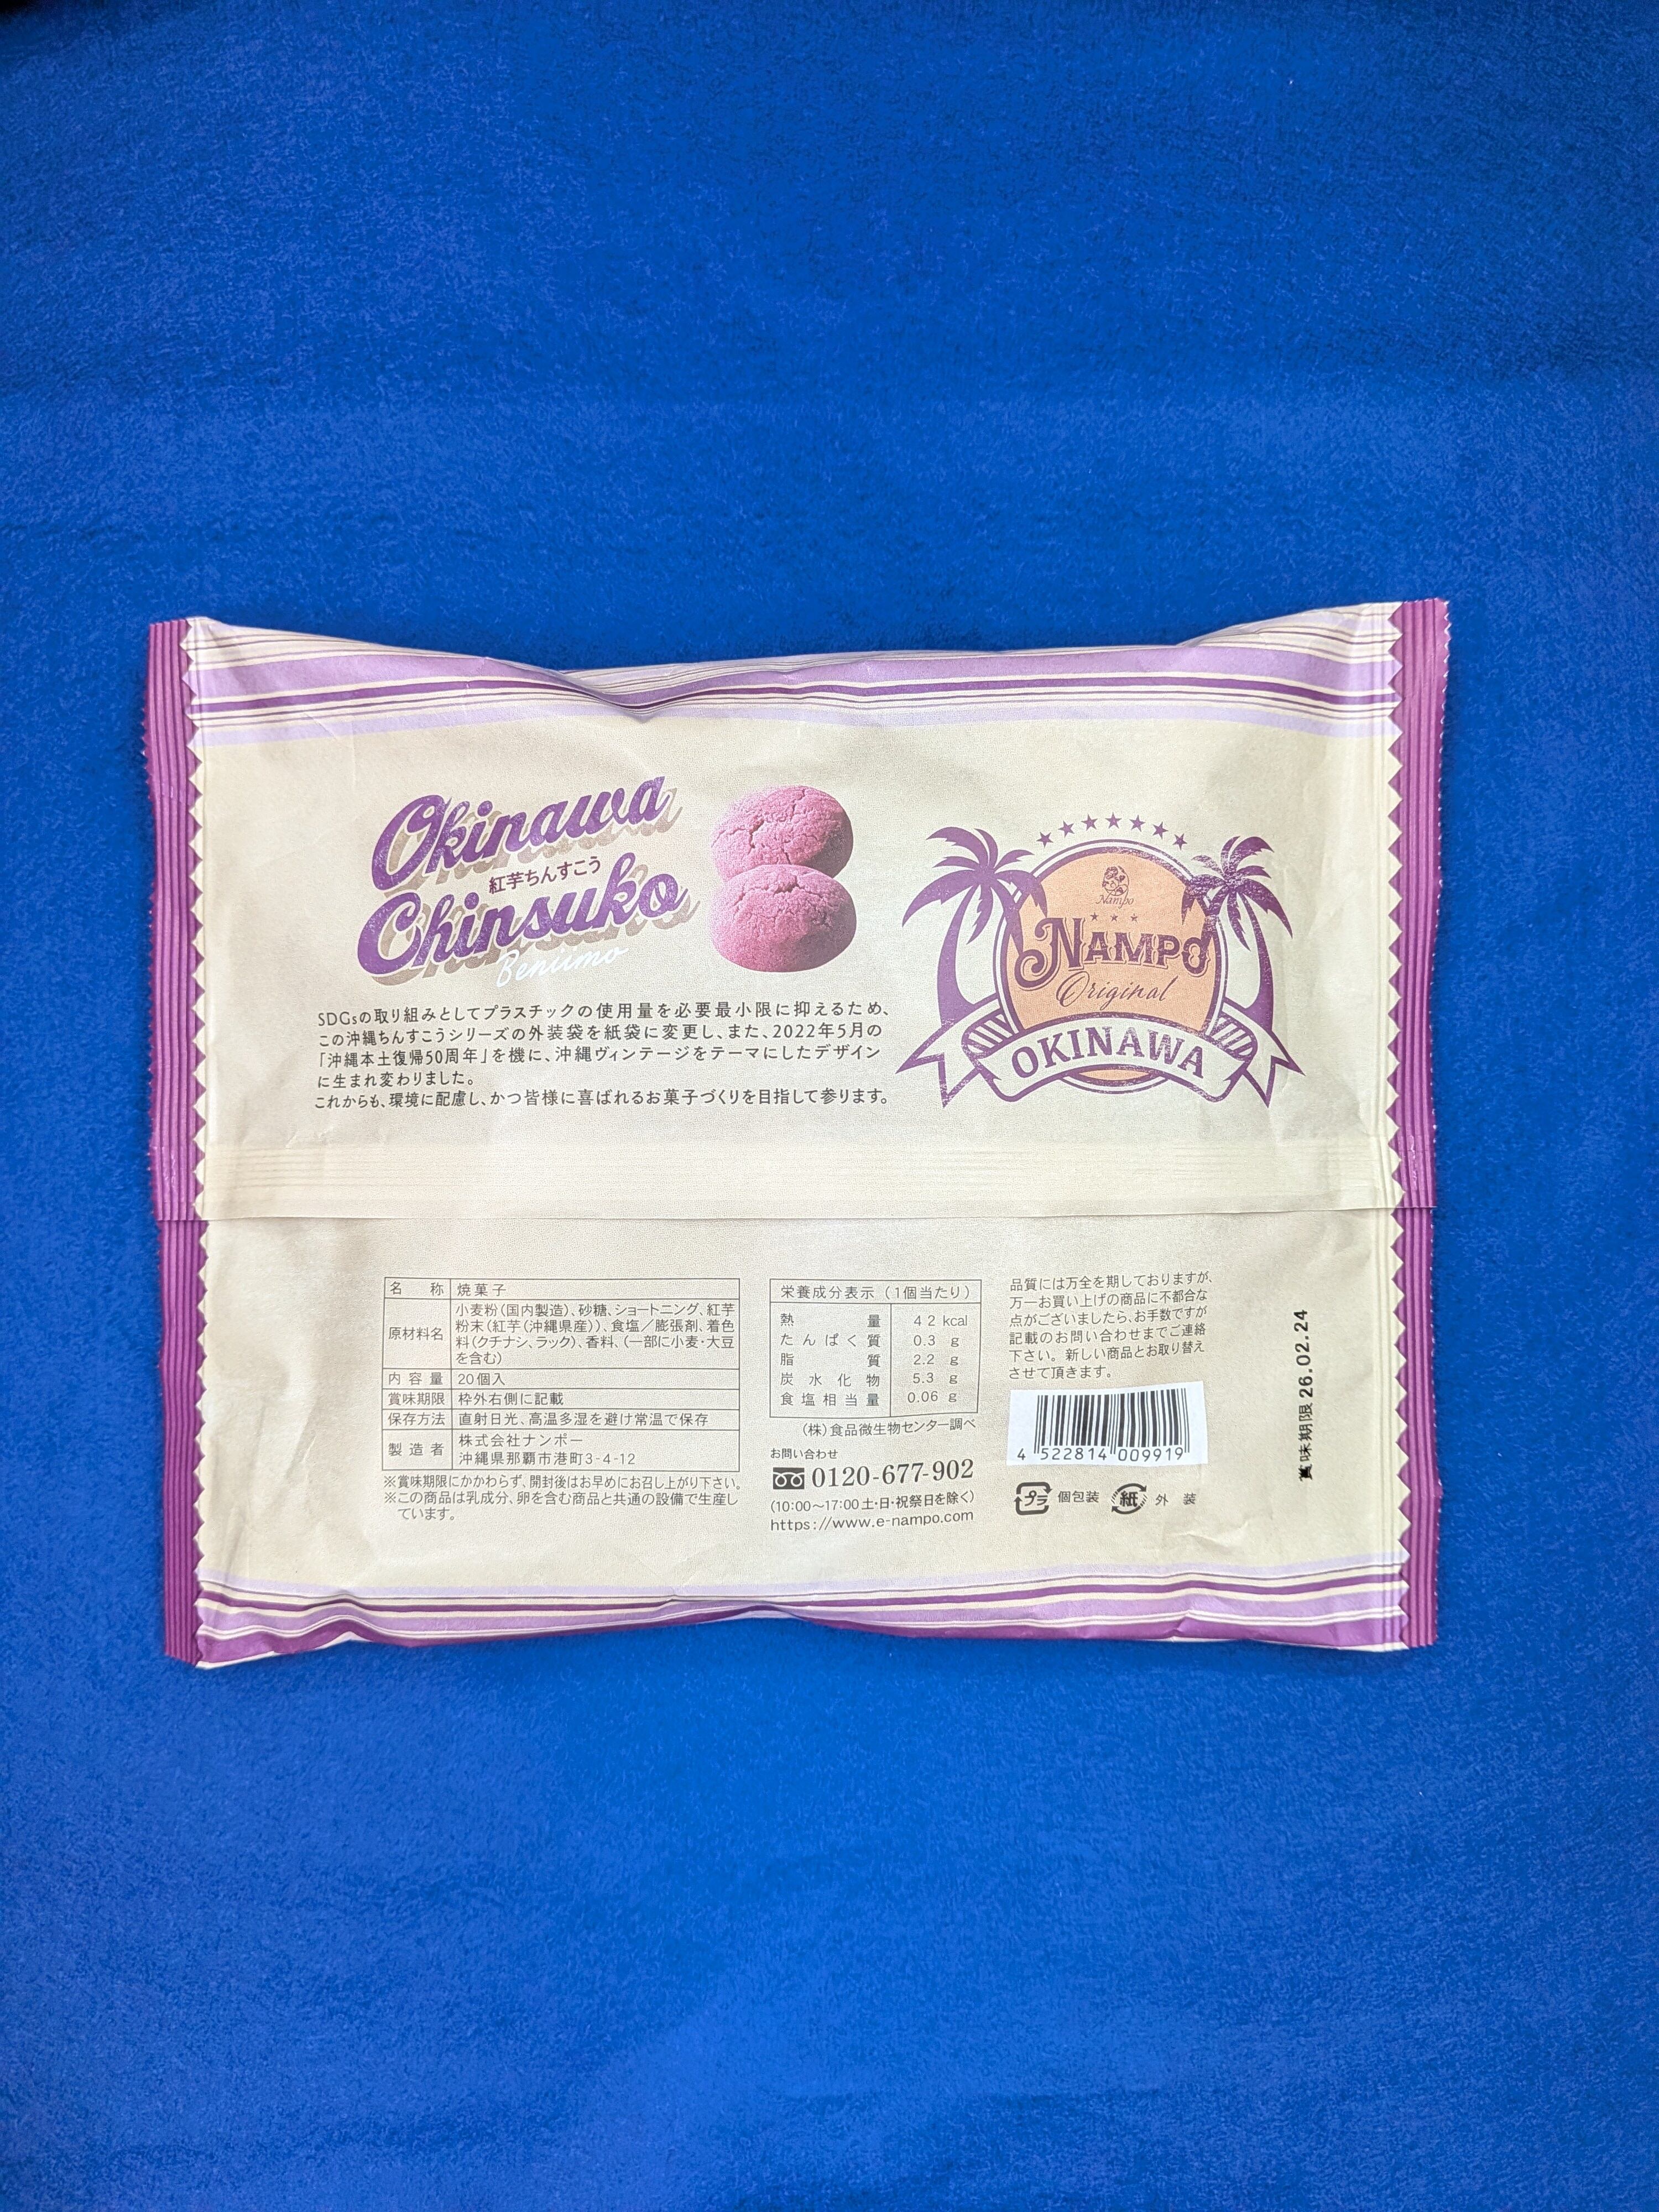 Okinawa
紅芋ちんすこう
Chinsuko
Beniimo
SDGsの取り組みとしてプラスチックの使用量を必要最小限に抑えるため、
この沖縄ちんすこうシリーズの外装袋を紙袋に変更し、また、2022年5月の
「沖縄本土復帰50周年」を機に、沖縄ヴィンテージをテーマにしたデザイン
に生まれ変わりました。
これからも、環境に配慮し、かつ皆様に喜ばれるお菓子づくりを目指して参ります。
Nampo
NAMPO
Original
OKINAWA
名 称 焼菓子
原材料名 小麦粉(国内製造)、砂糖、ショートニング、紅芋
粉末(紅芋(沖縄県産))、食塩/膨張剤、着色
料(クチナシ、ラック)、香料、(一部に小麦・大豆
を含む)
内容量 20個入
賞味期限 枠外右側に記載
保存方法 直射日光、高温多湿を避け常温で保存
製造者 株式会社ナンポー
沖縄県那覇市港町3-4-12
※賞味期限にかかわらず、開封後はお早めにお召し上がり下さい。
※この商品は乳成分、卵を含む商品と共通の設備で生産し
ています。
栄養成分表示(1個当たり)
熱量 42 kcal
たんぱく質 0.3 g
脂質 2.2 g
炭水化物 5.3 g
食塩相当量 0.06 g
(株)食品微生物センター調べ
お問い合わせ
0120-677-902
(10:00〜17:00 土・日・祝祭日を除く)
https://www.e-nampo.com
品質には万全を期しておりますが、
万一お買い上げの商品に不都合な
点がございましたら、お手数ですが
記載のお問い合わせまでご連絡
下さい。新しい商品とお取り替え
させて頂きます。
4 522814 009919
プラ 個包装 紙 外装
賞味期限 26.02.24